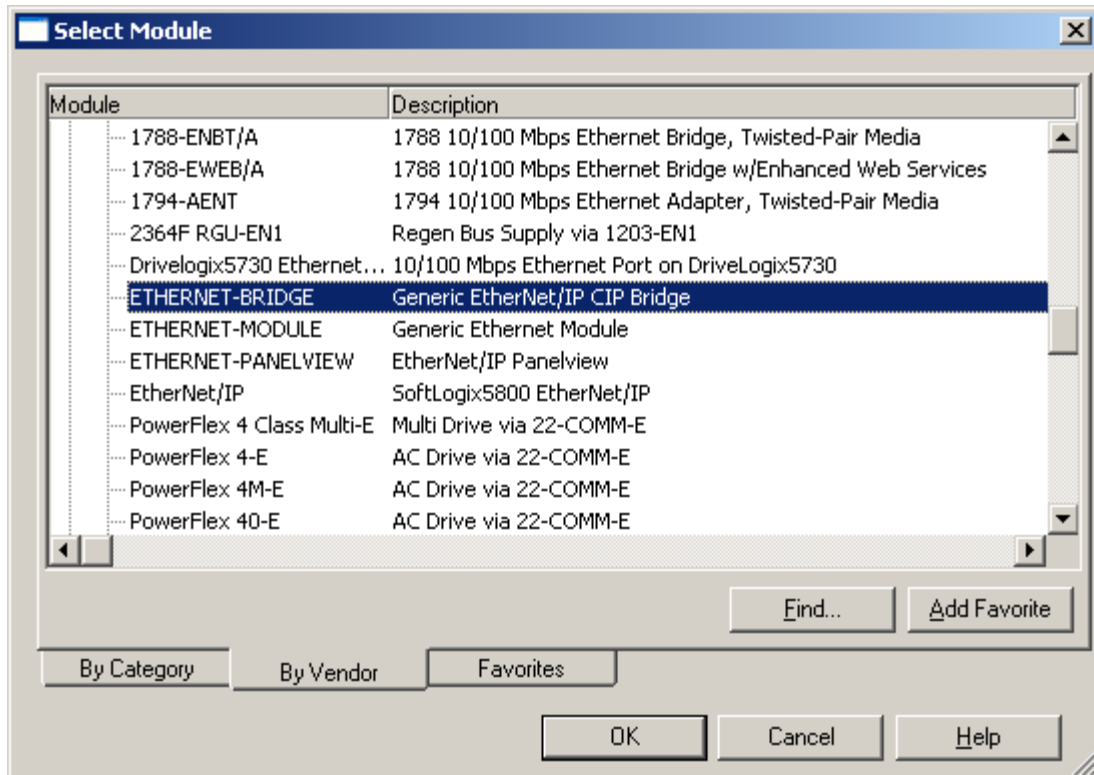 Select Module
Module Description
1788-ENBT/A 1788 10/100 Mbps Ethernet Bridge, Twisted-Pair Media
1788-EWEB/A 1788 10/100 Mbps Ethernet Bridge w/Enhanced Web Services
1794-AENT 1794 10/100 Mbps Ethernet Adapter, Twisted-Pair Media
2364F RGU-EN1 Regen Bus Supply via 1203-EN1
Drivelogix5730 Ethernet... 10/100 Mbps Ethernet Port on DriveLogix5730
ETHERNET-BRIDGE Generic EtherNet/IP CIP Bridge
ETHERNET-MODULE Generic Ethernet Module
ETHERNET-PANELVIEW EtherNet/IP Panelview
EtherNet/IP SoftLogix5800 EtherNet/IP
PowerFlex 4 Class Multi-E Multi Drive via 22-COMM-E
PowerFlex 4-E AC Drive via 22-COMM-E
PowerFlex 4M-E AC Drive via 22-COMM-E
PowerFlex 40-E AC Drive via 22-COMM-E
Find... Add Favorite
By Category By Vendor Favorites
OK Cancel Help